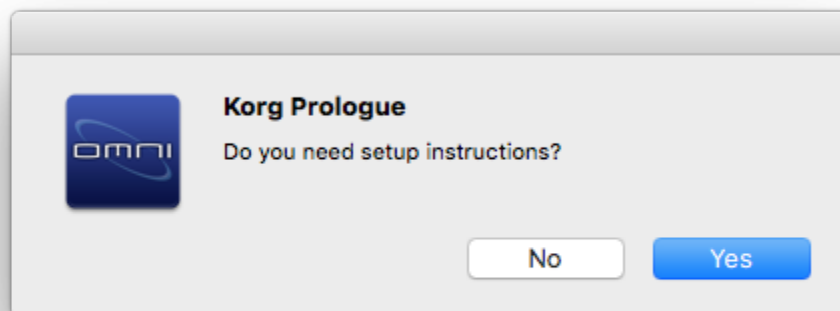 Korg Prologue
OMNI
Do you need setup instructions?
No
Yes